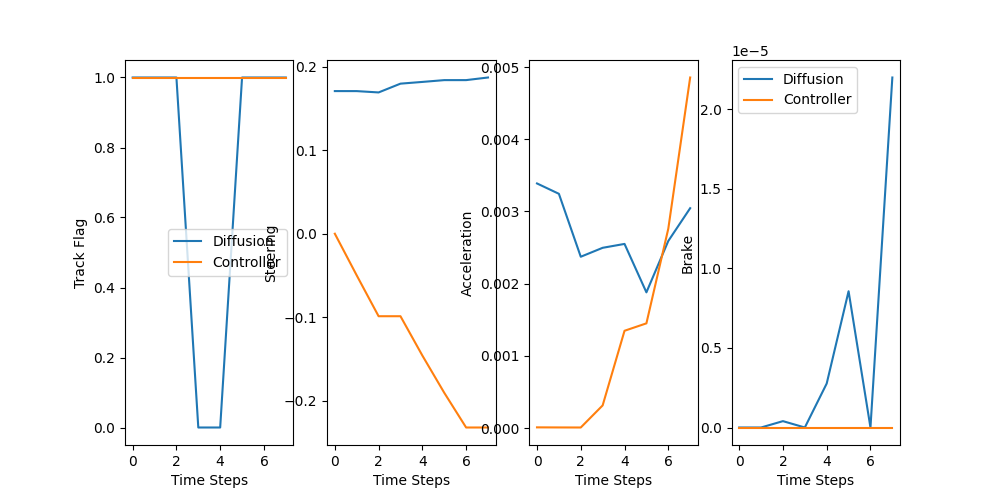 1e−5
Track Flag
1.0
0.8
0.6
0.4
0.2
0.0
Diffusion
Controller
0 2 4 6
Time Steps
Steering
0.2
0.1
0.0
−0.1
−0.2
0 2 4 6
Time Steps
Acceleration
0.005
0.004
0.003
0.002
0.001
0.000
0 2 4 6
Time Steps
Brake
2.0
1.5
1.0
0.5
0.0
Diffusion
Controller
0 2 4 6
Time Steps